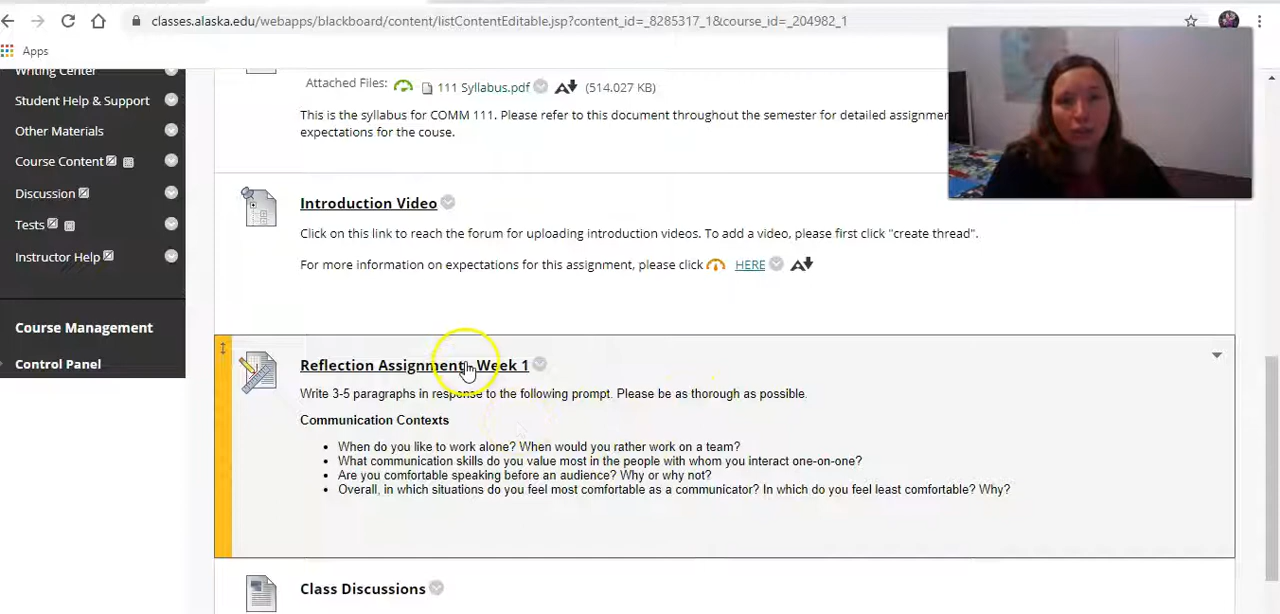 classes.alaska.edu/webapps/blackboard/content/listContentEditable.jsp?content_id=_8285317_1&course_id=_204982_1
Apps
Writing Center
Student Help & Support
Other Materials
Course Content
Discussion
Tests
Instructor Help
Course Management
Control Panel
Attached Files: 111 Syllabus.pdf (514.027 KB)
This is the syllabus for COMM 111. Please refer to this document throughout the semester for detailed
expectations for the couse.
Introduction Video
Click on this link to reach the forum for uploading introduction videos. To add a video, please first click "create thread".
For more information on expectations for this assignment, please click HERE
Reflection Assignment- Week 1
Write 3-5 paragraphs in response to the following prompt. Please be as thorough as possible.
Communication Contexts
When do you like to work alone? When would you rather work on a team?
What communication skills do you value most in the people with whom you interact one-on-one?
Are you comfortable speaking before an audience? Why or why not?
Overall, in which situations do you feel most comfortable as a communicator? In which do you feel least comfortable? Why?
Class Discussions